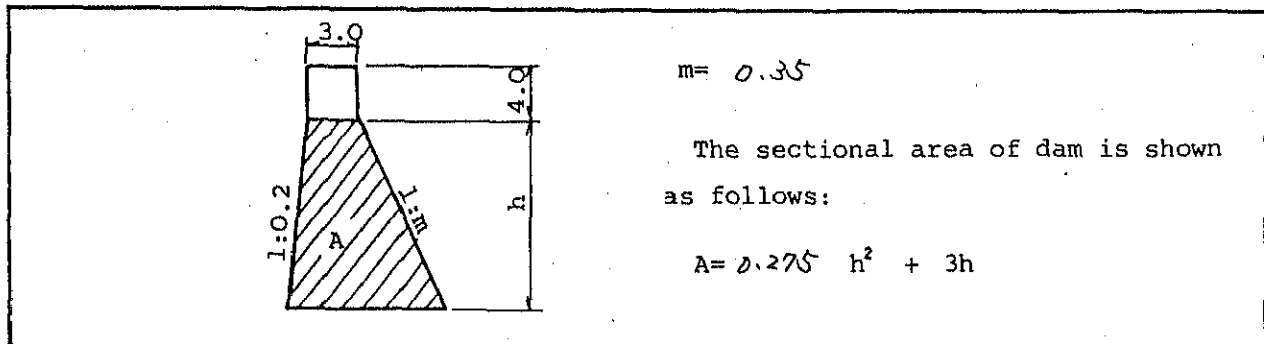 3.0
4.0
m= 0.35
The sectional area of dam is shown
as follows:
1:0.2
A
1:m
h
A= 0.275 h² + 3h